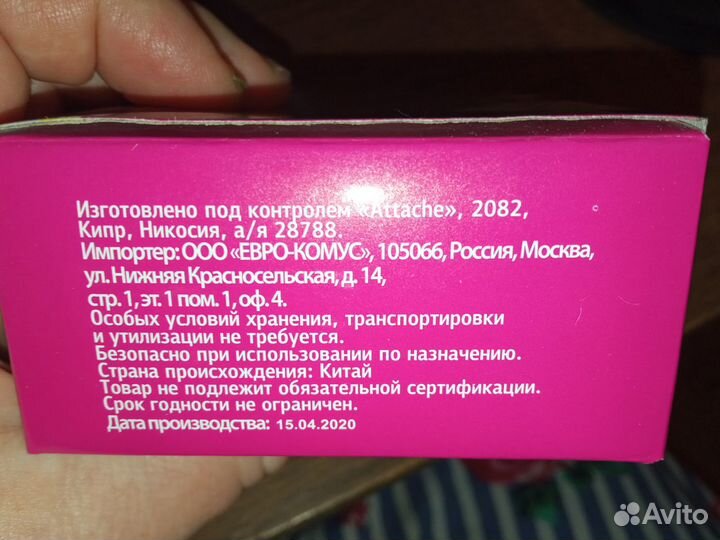 Изготовлено под контролем «Attache», 2082,
Кипр, Никосия, а/я 28788.
Импортер: ООО «ЕВРО-КОМУС», 105066, Россия, Москва,
ул. Нижняя Красносельская, д. 14,
стр. 1, эт. 1 пом. 1, оф. 4.
Особых условий хранения, транспортировки
и утилизации не требуется.
Безопасно при использовании по назначению.
Страна происхождения: Китай
Товар не подлежит обязательной сертификации.
Срок годности не ограничен.
Дата производства: 15.04.2020
Avito